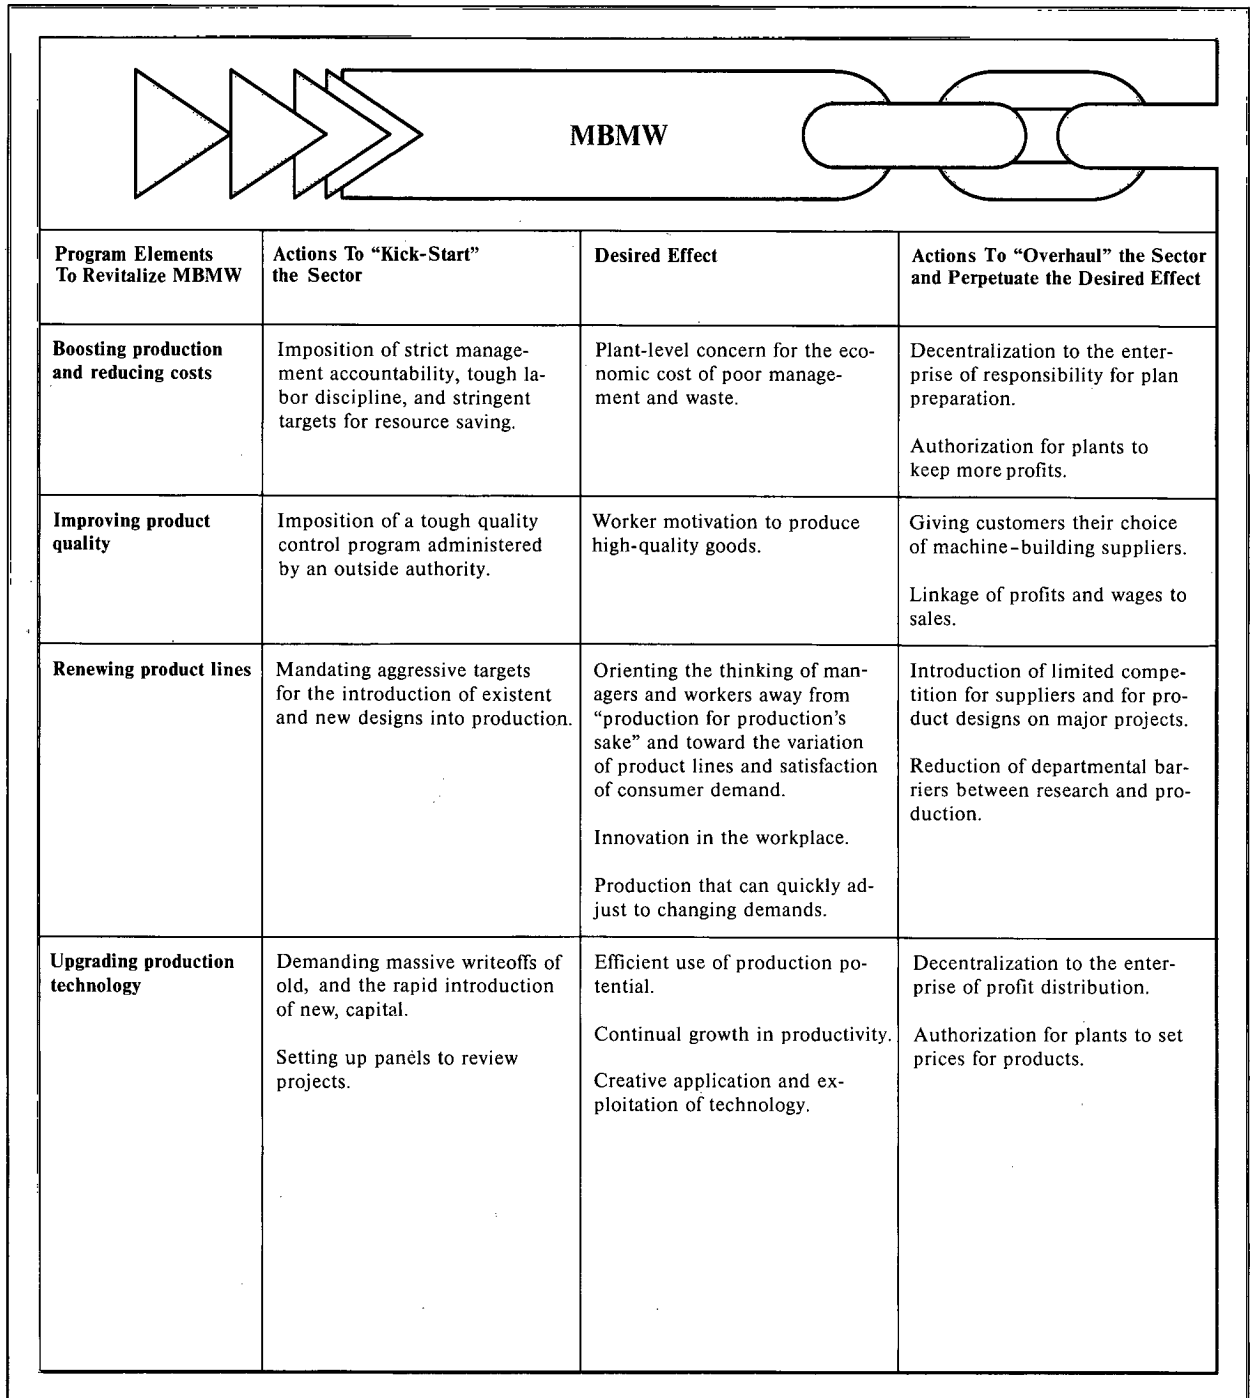 MBMW
Program Elements
To Revitalize MBMW
Actions To “Kick-Start”
the Sector
Desired Effect
Actions To “Overhaul” the Sector
and Perpetuate the Desired Effect
Boosting production
and reducing costs
Imposition of strict manage-
ment accountability, tough la-
bor discipline, and stringent
targets for resource saving.
Plant-level concern for the eco-
nomic cost of poor manage-
ment and waste.
Decentralization to the enter-
prise of responsibility for plan
preparation.
Authorization for plants to
keep more profits.
Improving product
quality
Imposition of a tough quality
control program administered
by an outside authority.
Worker motivation to produce
high-quality goods.
Giving customers their choice
of machine-building suppliers.
Linkage of profits and wages to
sales.
Renewing product lines
Mandating aggressive targets
for the introduction of existent
and new designs into production.
Orienting the thinking of man-
agers and workers away from
“production for production’s
sake” and toward the variation
of product lines and satisfaction
of consumer demand.
Innovation in the workplace.
Production that can quickly ad-
just to changing demands.
Introduction of limited compe-
tition for suppliers and for pro-
duct designs on major projects.
Reduction of departmental bar-
riers between research and pro-
duction.
Upgrading production
technology
Demanding massive writeoffs of
old, and the rapid introduction
of new, capital.
Setting up panels to review
projects.
Efficient use of production po-
tential.
Continual growth in productivity.
Creative application and ex-
ploitation of technology.
Decentralization to the enter-
prise of profit distribution.
Authorization for plants to set
prices for products.